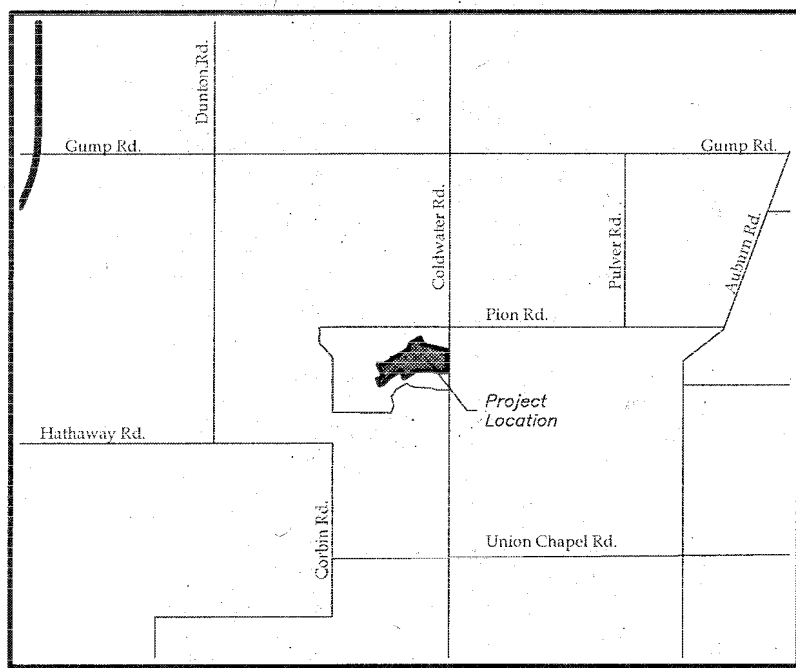 Dunton Rd.
Gump Rd.
Gump Rd.
Coldwater Rd.
Pulver Rd.
Auburn Rd.
Pion Rd.
Project
Location
Hathaway Rd.
Corbin Rd.
Union Chapel Rd.